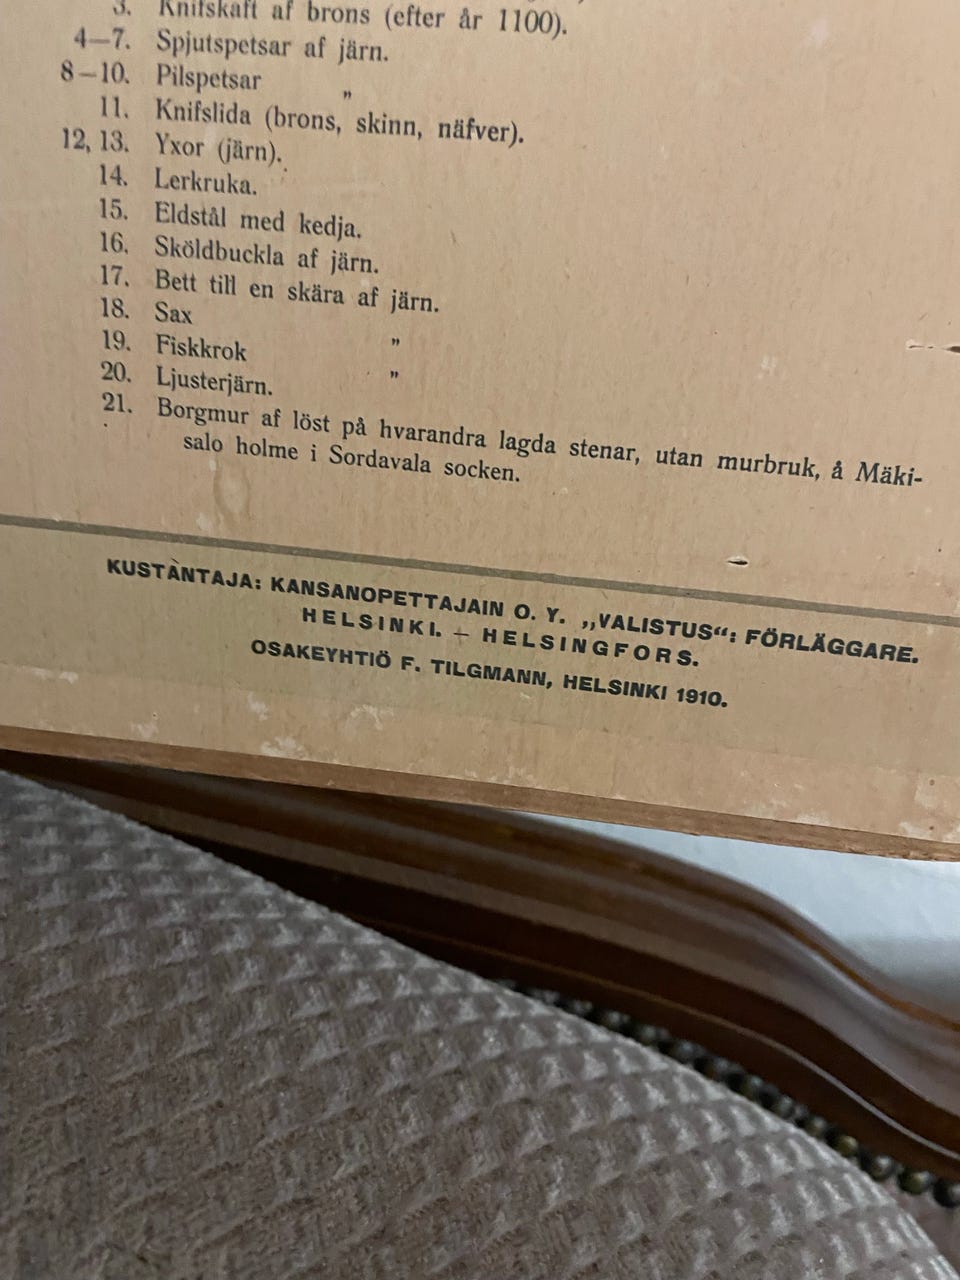 3. Knifskaft af brons (efter år 1100).
4—7. Spjutspetsar af järn.
8—10. Pilspetsar „
11. Knifslida (brons, skinn, näfver).
12, 13. Yxor (järn).
14. Lerkruka.
15. Eldstål med kedja.
16. Sköldbuckla af järn.
17. Bett till en skära af järn.
18. Sax „
19. Fiskkrok „
20. Ljusterjärn.
21. Borgmur af löst på hvarandra lagda stenar, utan murbruk, å Mäki-
salo holme i Sordavala socken.
KUSTANTAJA: KANSANOPETTAJAIN O. Y. „VALISTUS“: FÖRLÄGGARE.
HELSINKI. — HELSINGFORS.
OSAKEYHTIÖ F. TILGMANN, HELSINKI 1910.